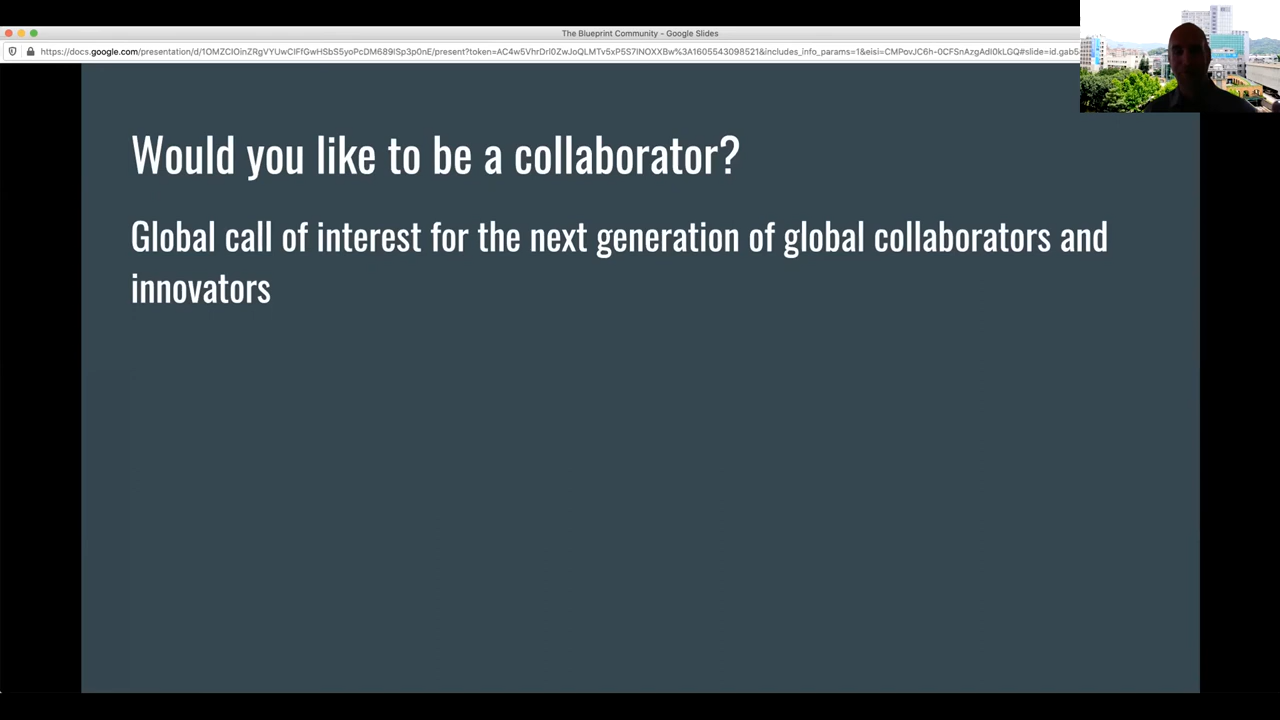 The Blueprint Community - Google Slides
Would you like to be a collaborator?
Global call of interest for the next generation of global collaborators and
innovators